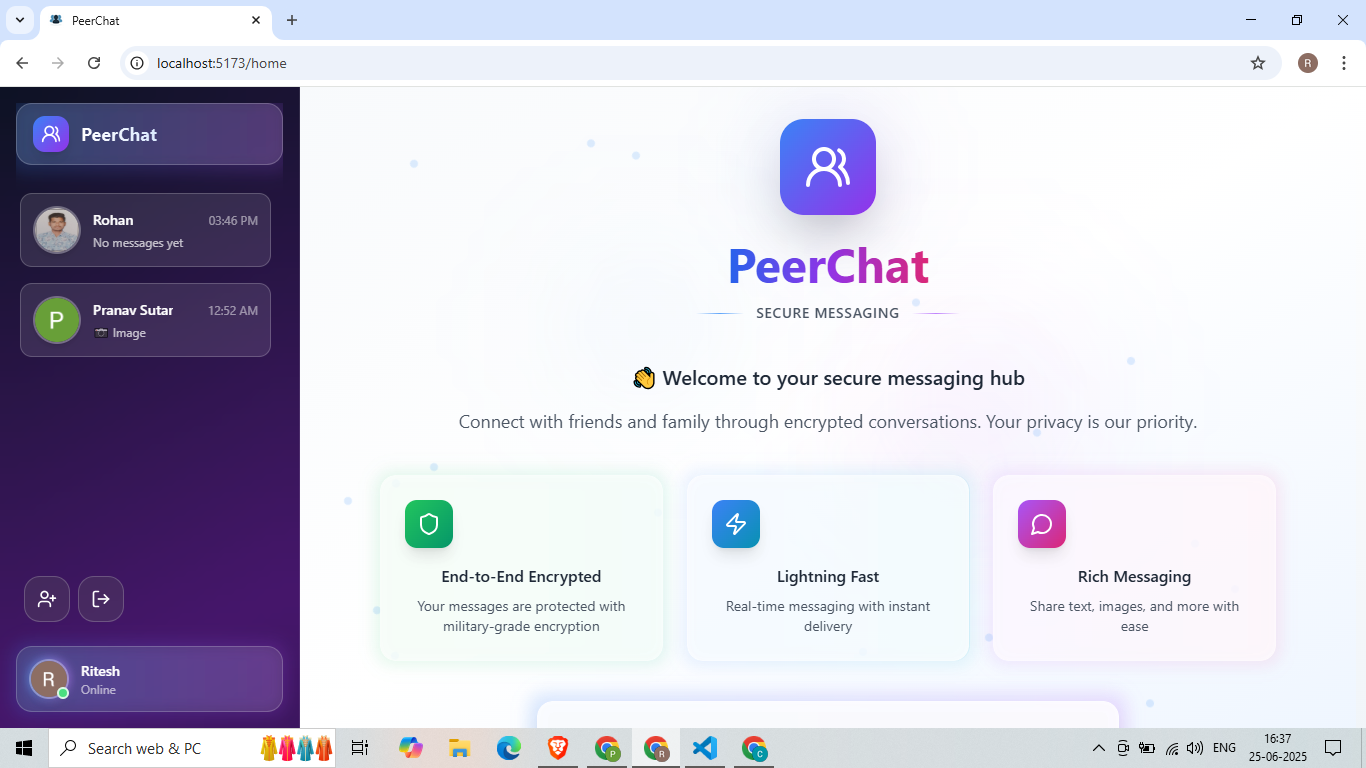 PeerChat
localhost:5173/home
R
PeerChat
Rohan 03:46 PM
No messages yet
P
Pranav Sutar 12:52 AM
📷 Image
R
Ritesh
Online
PeerChat
SECURE MESSAGING
👋 Welcome to your secure messaging hub
Connect with friends and family through encrypted conversations. Your privacy is our priority.
End-to-End Encrypted
Your messages are protected with
military-grade encryption
Lightning Fast
Real-time messaging with instant
delivery
Rich Messaging
Share text, images, and more with
ease
Search web & PC
P
R
C
ENG
16:37
25-06-2025